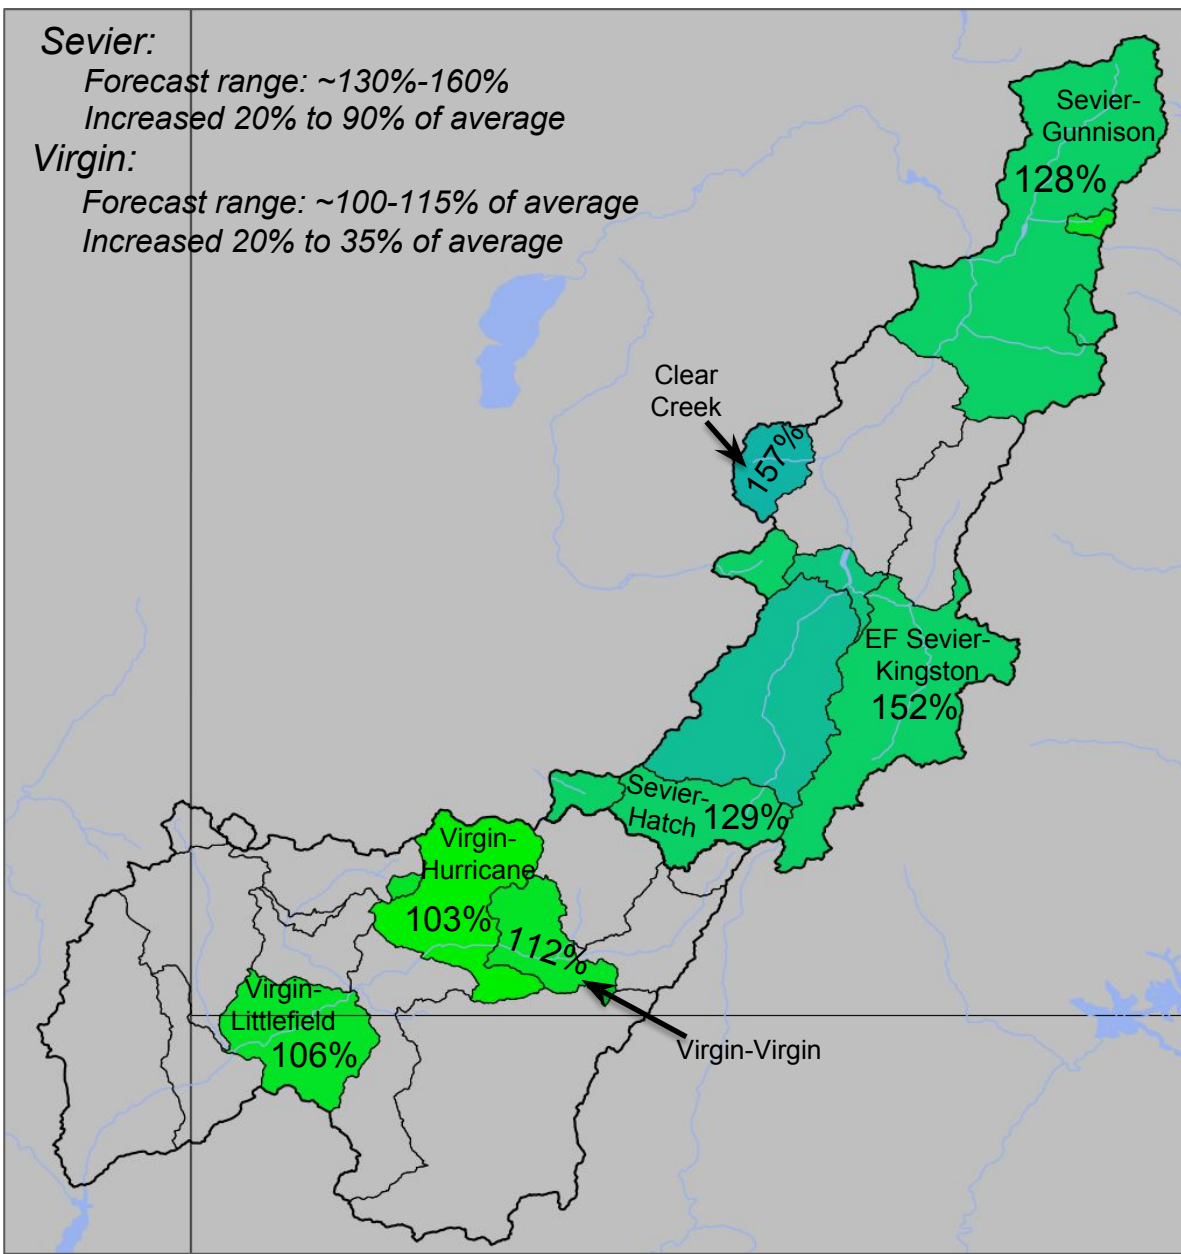 Sevier:
Forecast range: ~130%-160%
Increased 20% to 90% of average
Virgin:
Forecast range: ~100-115% of average
Increased 20% to 35% of average
Sevier-
Gunnison
128%
Clear
Creek
157%
EF Sevier-
Kingston
152%
Sevier-
Hatch
129%
Virgin-
Hurricane
103%
112%
Virgin-Virgin
Virgin-
Littlefield
106%